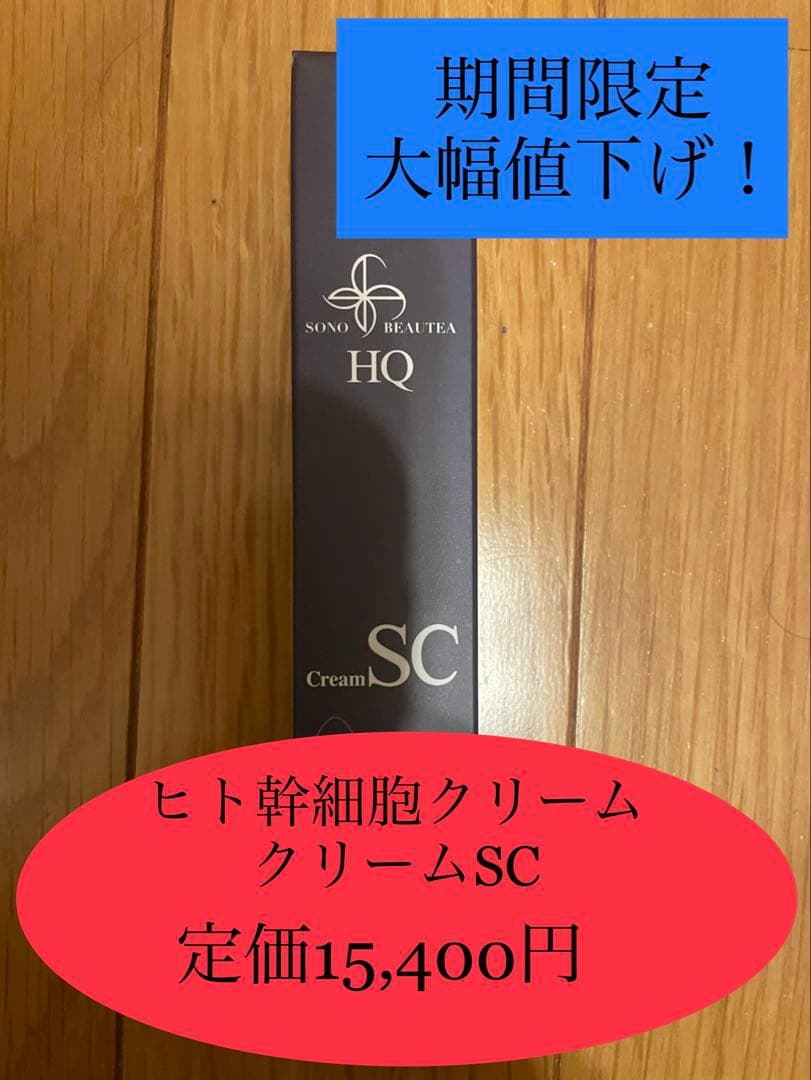 期間限定
大幅値下げ！
SONO BEAUTEA
HQ
Cream SC
ヒト幹細胞クリーム
クリームSC
定価15,400円